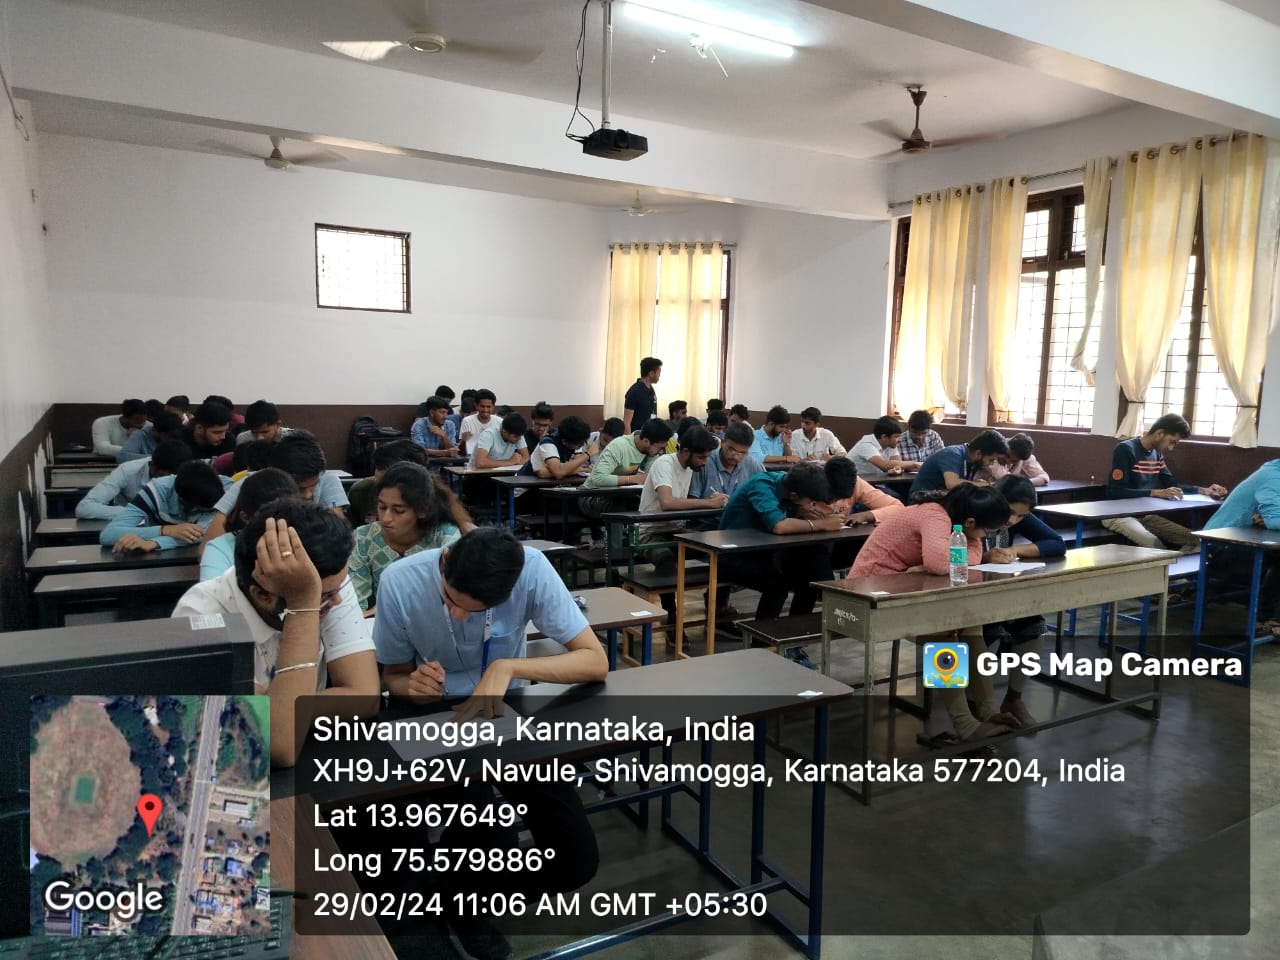 GPS Map Camera
Shivamogga, Karnataka, India
XH9J+62V, Navule, Shivamogga, Karnataka 577204, India
Lat 13.967649°
Long 75.579886°
29/02/24 11:06 AM GMT +05:30
Google